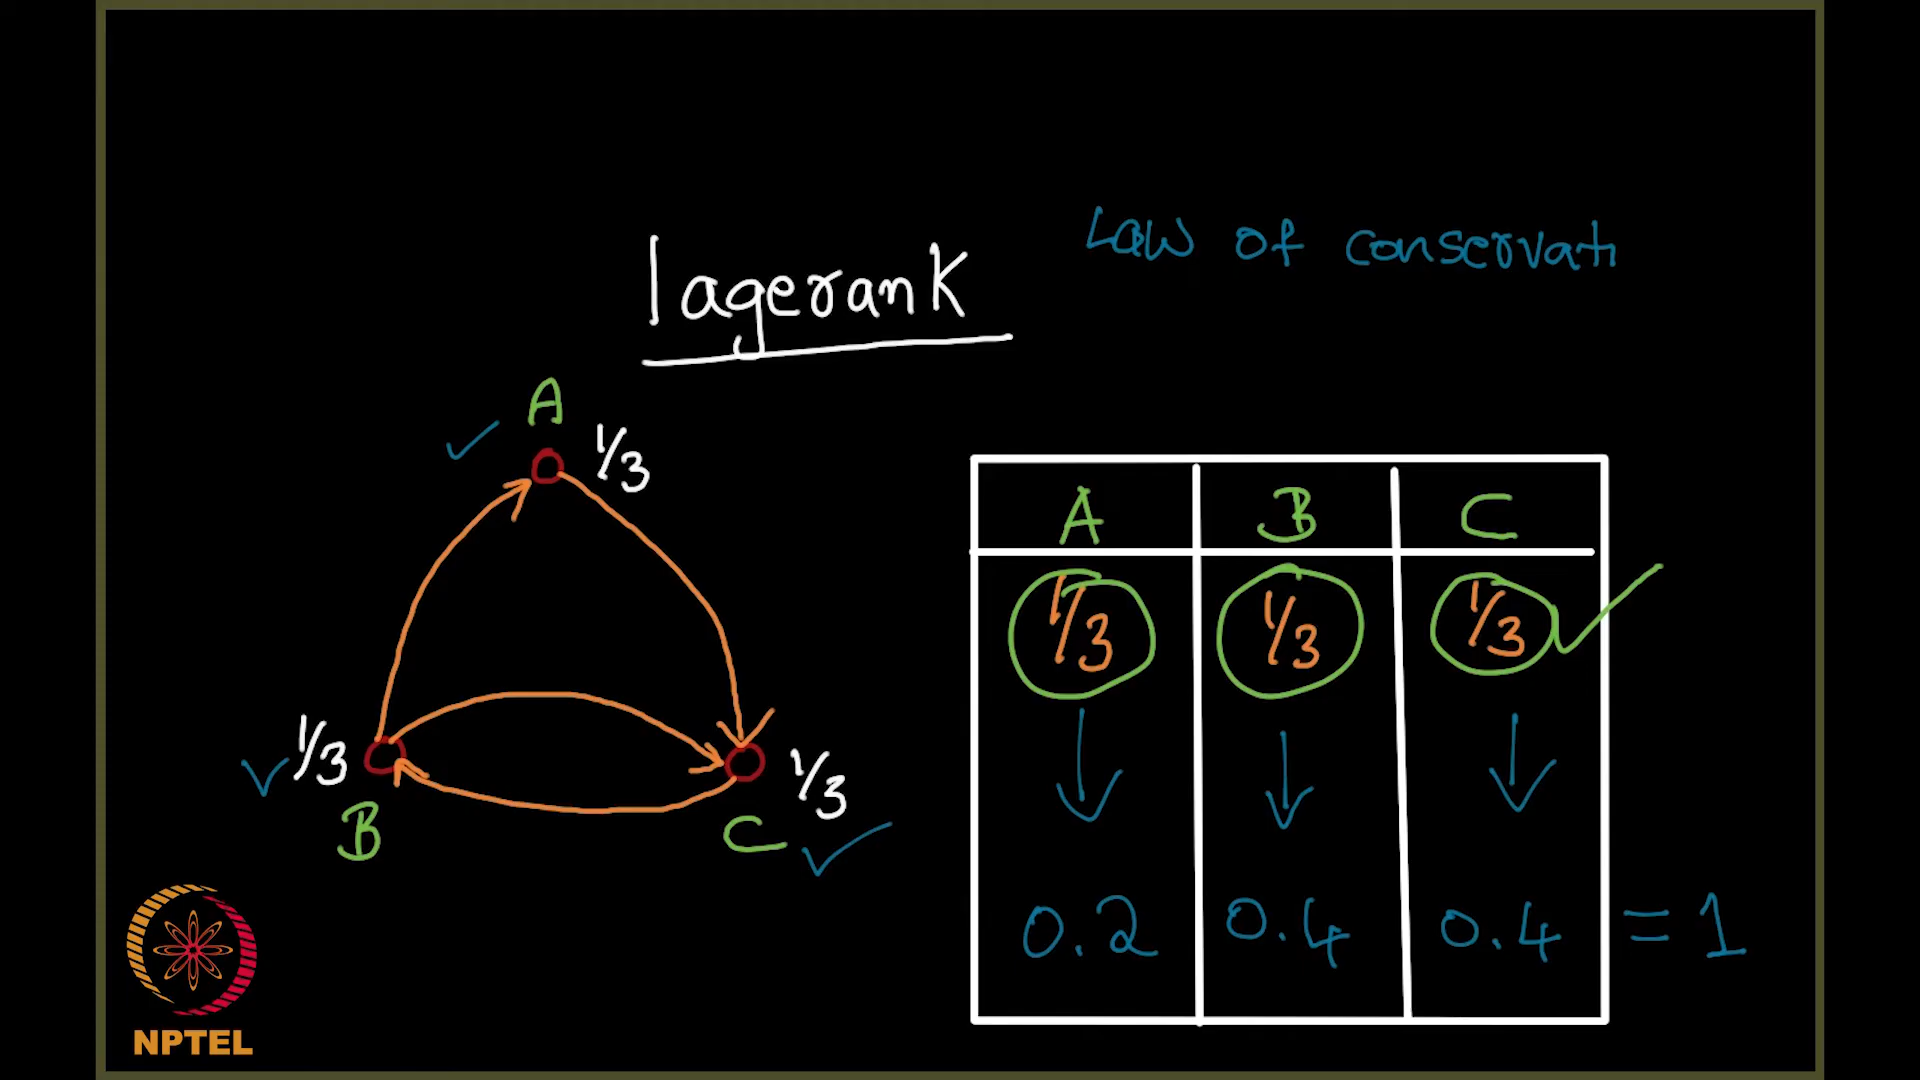 Law of conservati
lagerank
A
1/3
1/3
B
1/3
C
A B C
1/3 1/3 1/3
0.2 0.4 0.4 = 1
NPTEL